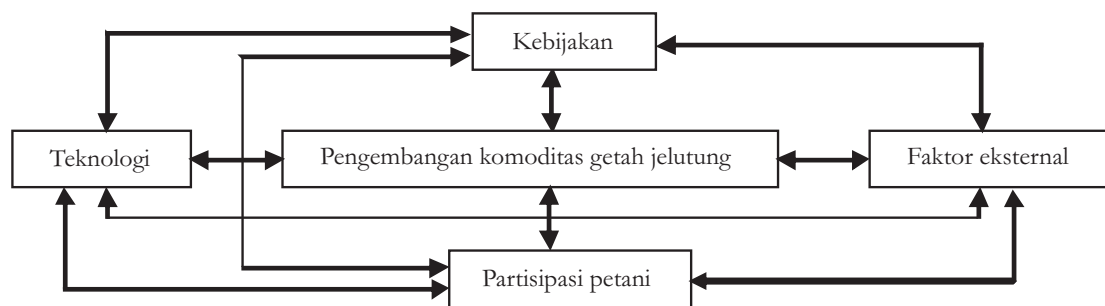 Kebijakan
Teknologi
Pengembangan komoditas getah jelutung
Faktor eksternal
Partisipasi petani